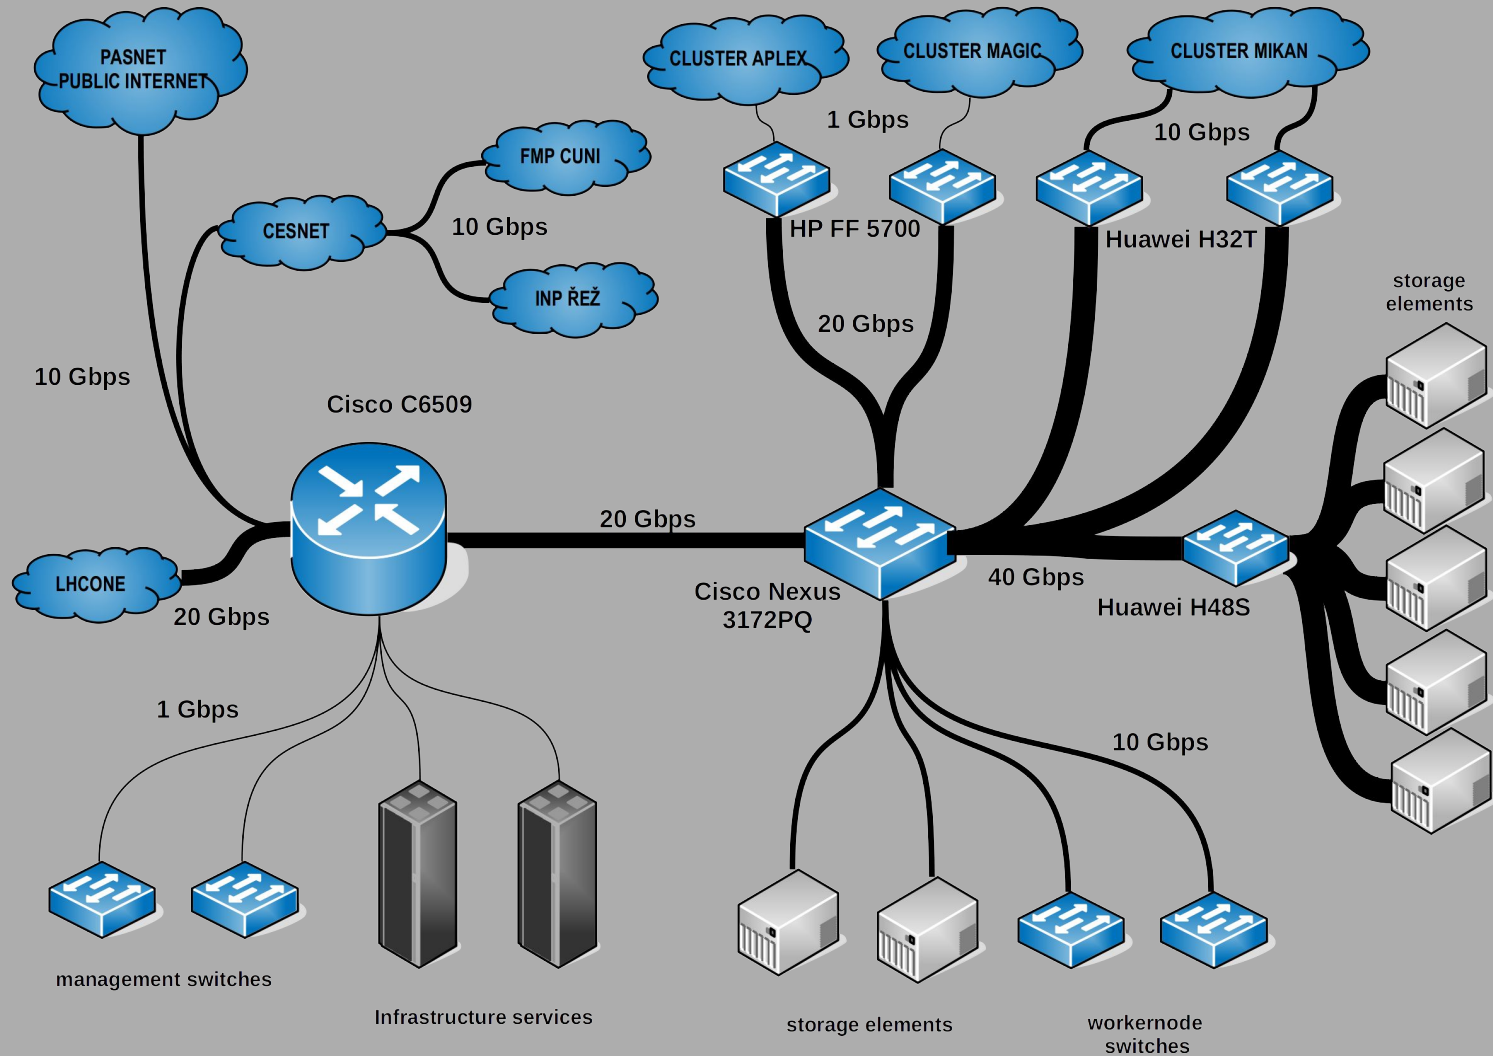 PASNET
PUBLIC INTERNET
CLUSTER APLEX
CLUSTER MAGIC
CLUSTER MIKAN
1 Gbps
10 Gbps
FMP CUNI
CESNET
10 Gbps
HP FF 5700
Huawei H32T
INP ŘEŽ
storage
elements
20 Gbps
10 Gbps
Cisco C6509
20 Gbps
LHCONE
20 Gbps
Cisco Nexus
3172PQ
40 Gbps
Huawei H48S
1 Gbps
10 Gbps
management switches
Infrastructure services
storage elements
workernode
switches